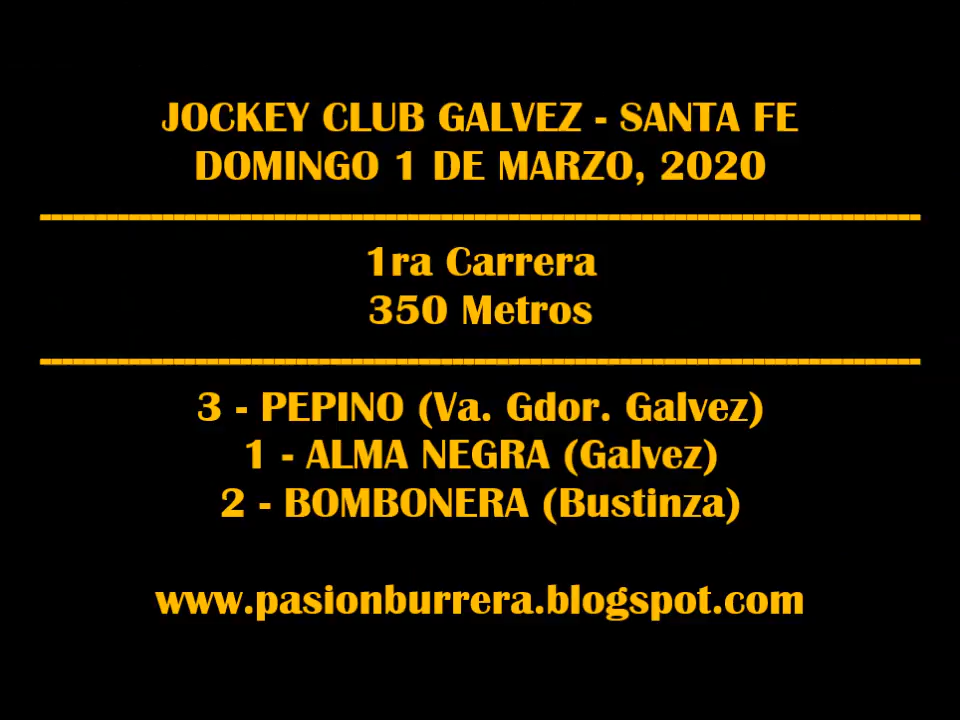 JOCKEY CLUB GALVEZ - SANTA FE
DOMINGO 1 DE MARZO, 2020
1ra Carrera
350 Metros
3 - PEPINO (Va. Gdor. Galvez)
1 - ALMA NEGRA (Galvez)
2 - BOMBONERA (Bustinza)
www.pasionburrera.blogspot.com